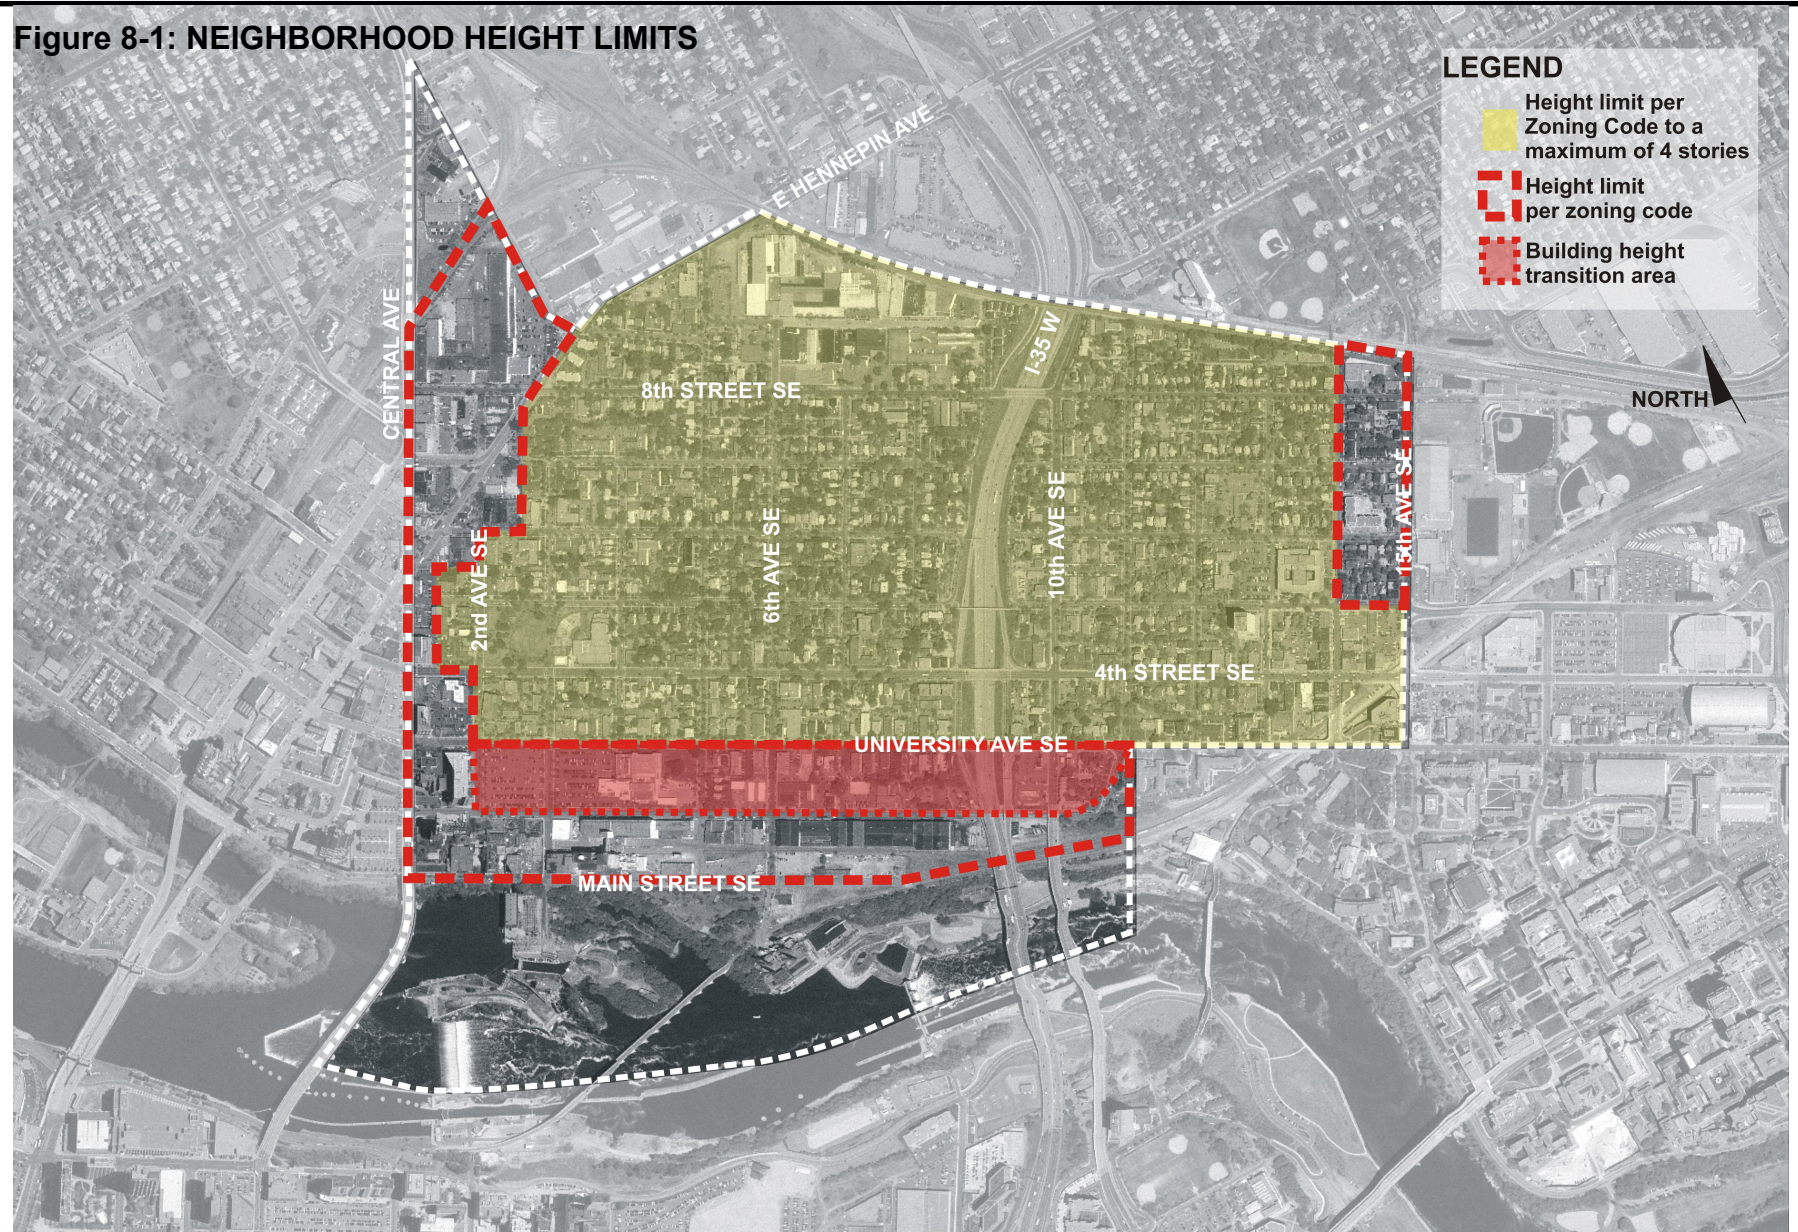 Figure 8-1: NEIGHBORHOOD HEIGHT LIMITS
LEGEND
Height limit per
Zoning Code to a
maximum of 4 stories
Height limit
per zoning code
Building height
transition area
E HENNEPIN AVE
CENTRAL AVE
I-35 W
8th STREET SE
NORTH
15th AVE SE
10th AVE SE
6th AVE SE
2nd AVE SE
4th STREET SE
UNIVERSITY AVE SE
MAIN STREET SE